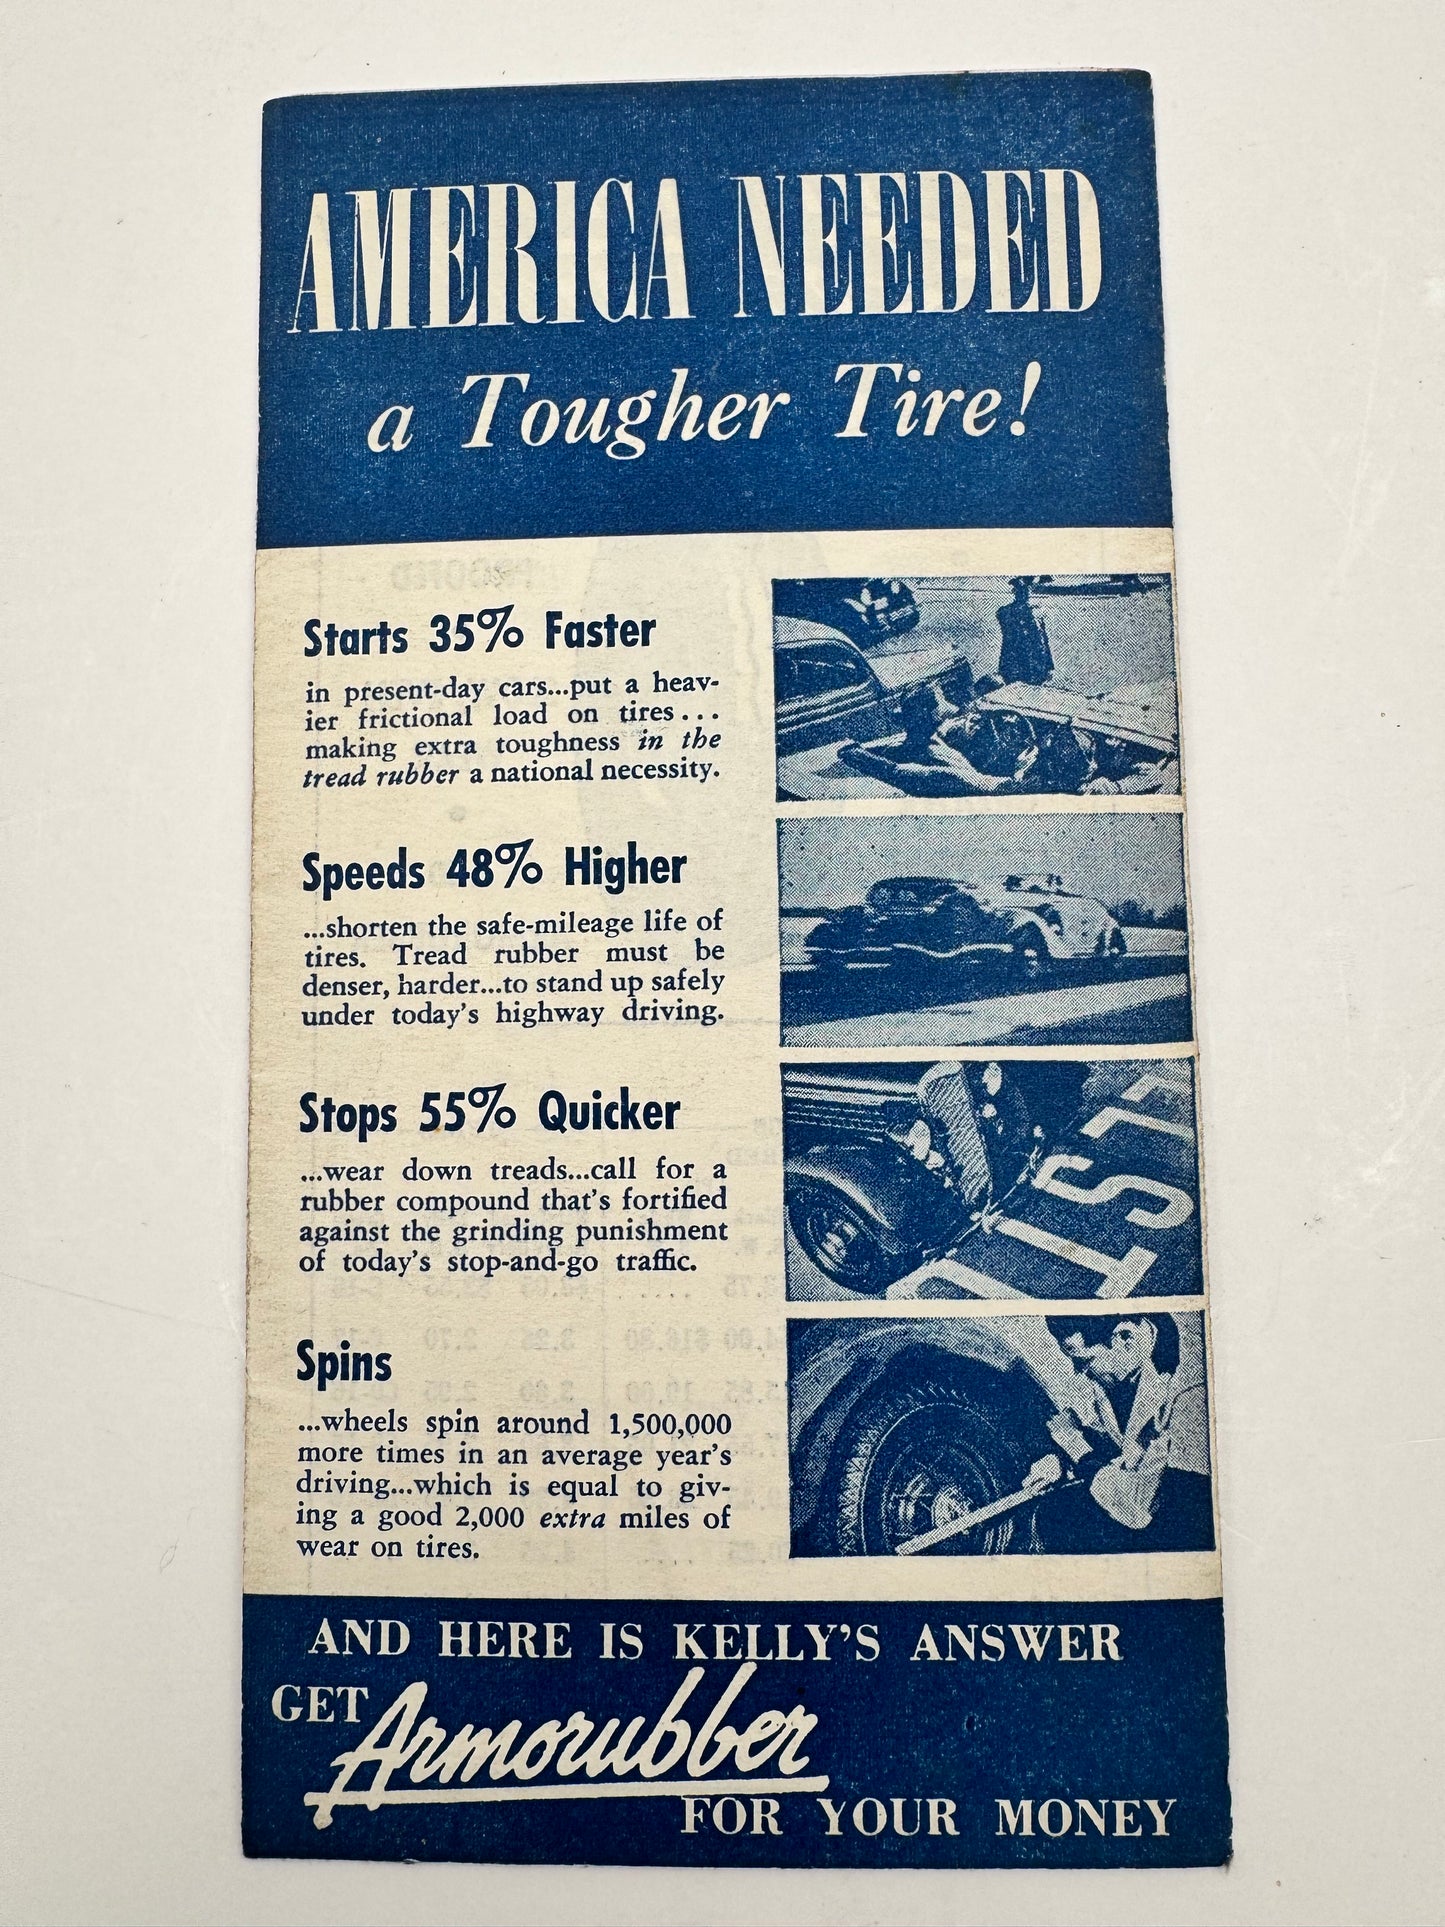 AMERICA NEEDED
a Tougher Tire!
Starts 35% Faster
in present-day cars...put a heav-
ier frictional load on tires...
making extra toughness in the
tread rubber a national necessity.
Speeds 48% Higher
...shorten the safe-mileage life of
tires. Tread rubber must be
denser, harder...to stand up safely
under today's highway driving.
Stops 55% Quicker
...wear down treads...call for a
rubber compound that's fortified
against the grinding punishment
of today's stop-and-go traffic.
Spins
...wheels spin around 1,500,000
more times in an average year's
driving...which is equal to giv-
ing a good 2,000 extra miles of
wear on tires.
AND HERE IS KELLY'S ANSWER
GET Armorubber
FOR YOUR MONEY